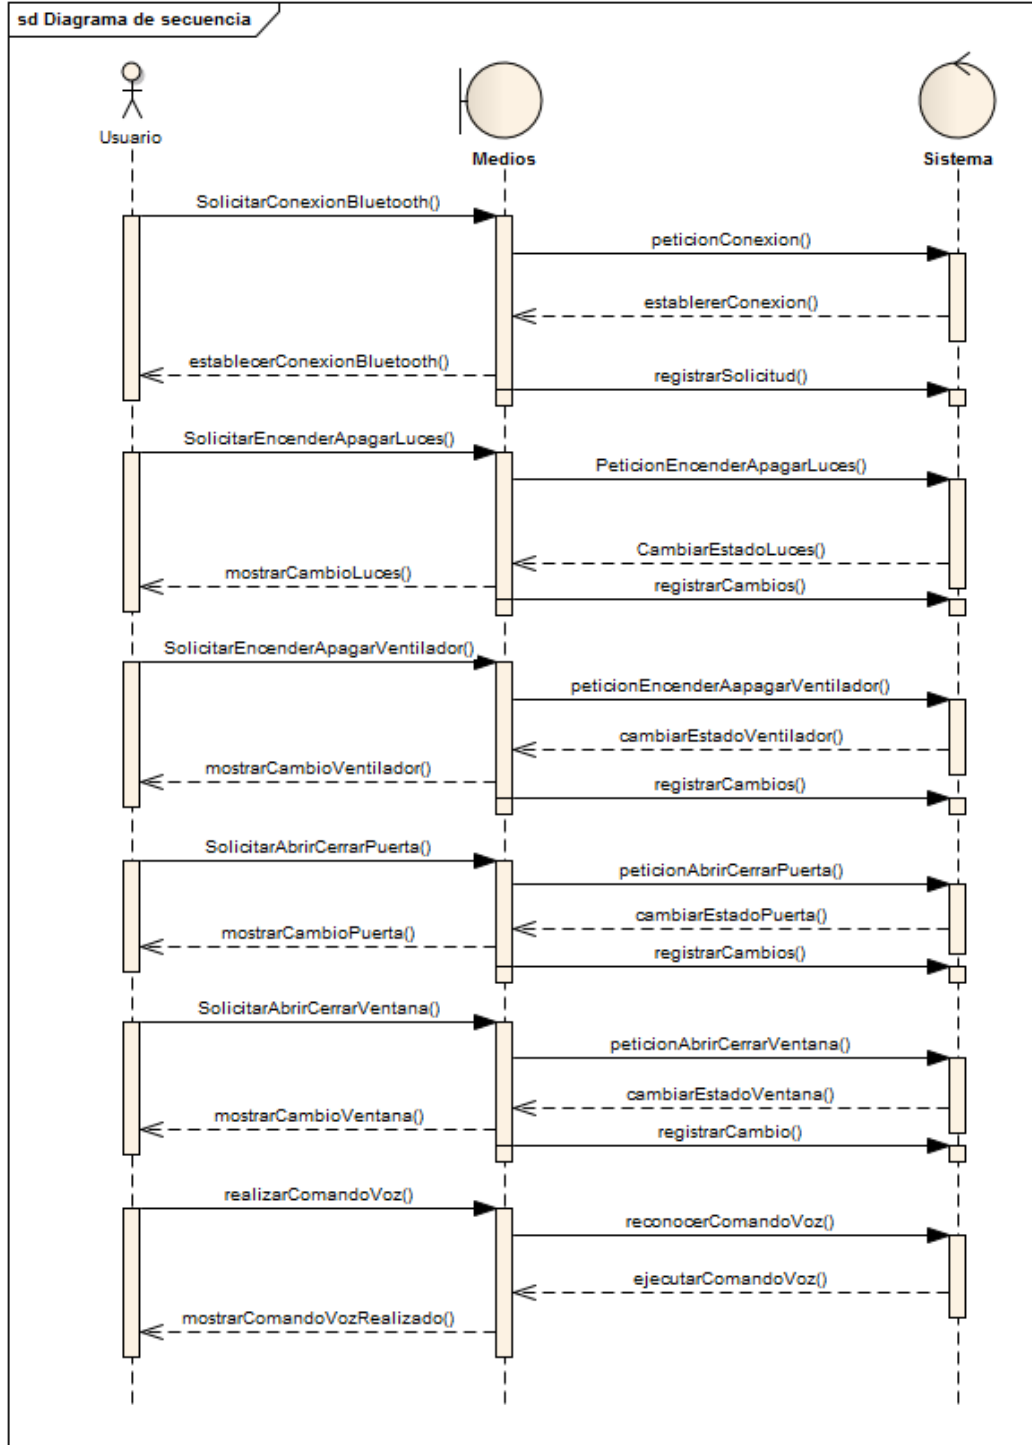 sd Diagrama de secuencia
Usuario
Medios
Sistema
SolicitarConexionBluetooth()
peticionConexion()
establererConexion()
establecerConexionBluetooth()
registrarSolicitud()
SolicitarEncenderApagarLuces()
PeticionEncenderApagarLuces()
CambiarEstadoLuces()
mostrarCambioLuces()
registrarCambios()
SolicitarEncenderApagarVentilador()
peticionEncenderAapagarVentilador()
cambiarEstadoVentilador()
mostrarCambioVentilador()
registrarCambios()
SolicitarAbrirCerrarPuerta()
peticionAbrirCerrarPuerta()
cambiarEstadoPuerta()
mostrarCambioPuerta()
registrarCambios()
SolicitarAbrirCerrarVentana()
peticionAbrirCerrarVentana()
cambiarEstadoVentana()
mostrarCambioVentana()
registrarCambio()
realizarComandoVoz()
reconocerComandoVoz()
ejecutarComandoVoz()
mostrarComandoVozRealizado()